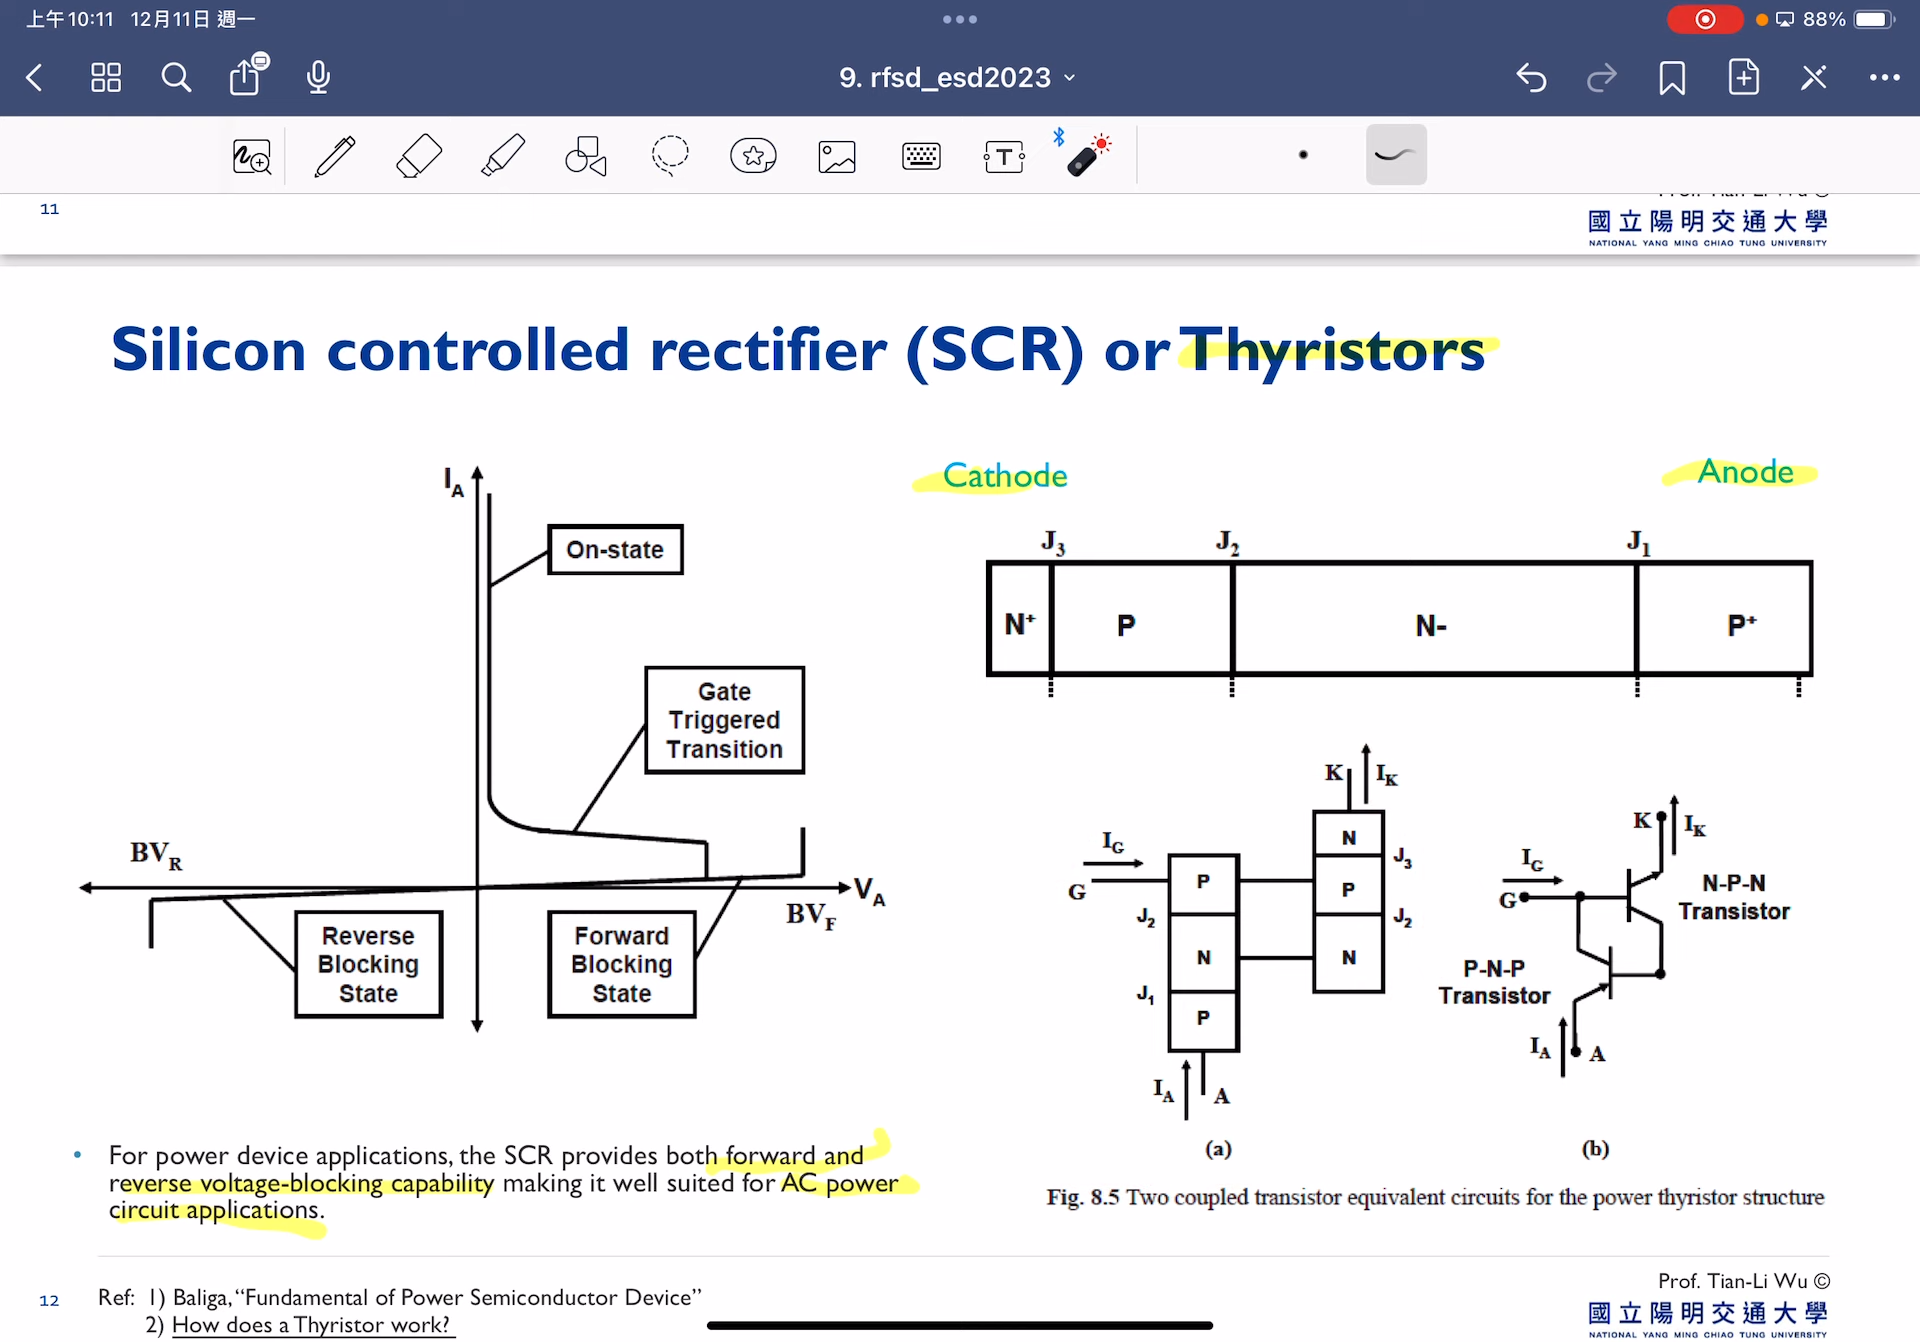 上午10:11 12月11日 週一
88%
9. rfsd_esd2023
T
11
國立陽明交通大學
NATIONAL YANG MING CHIAO TUNG UNIVERSITY
Silicon controlled rectifier (SCR) or Thyristors
I_A
On-state
Gate
Triggered
Transition
BV_R
V_A
BV_F
Reverse
Blocking
State
Forward
Blocking
State
Cathode
Anode
J_3 J_2 J_1
N+ P N- P+
K I_K
I_G
G
P
J_2
N
J_1
P
I_A A
N
J_3
P
J_2
N
(a)
K I_K
I_G
G
N-P-N
Transistor
P-N-P
Transistor
I_A A
(b)
Fig. 8.5 Two coupled transistor equivalent circuits for the power thyristor structure
• For power device applications, the SCR provides both forward and
reverse voltage-blocking capability making it well suited for AC power
circuit applications.
12
Ref: 1) Baliga, “Fundamental of Power Semiconductor Device”
2) How does a Thyristor work?
Prof. Tian-Li Wu ©
國立陽明交通大學
NATIONAL YANG MING CHIAO TUNG UNIVERSITY